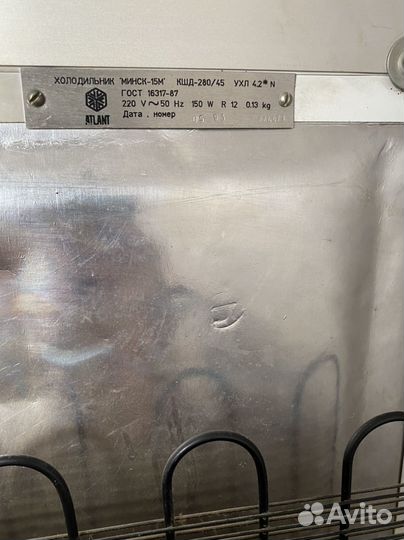 ХОЛОДИЛЬНИК "МИНСК-15М" КШД-280/45 УХЛ 4.2* N
ГОСТ 16317-87
220 V ~ 50 Hz 150 W R 12 0.13 kg
ATLANT Дата . номер
Avito